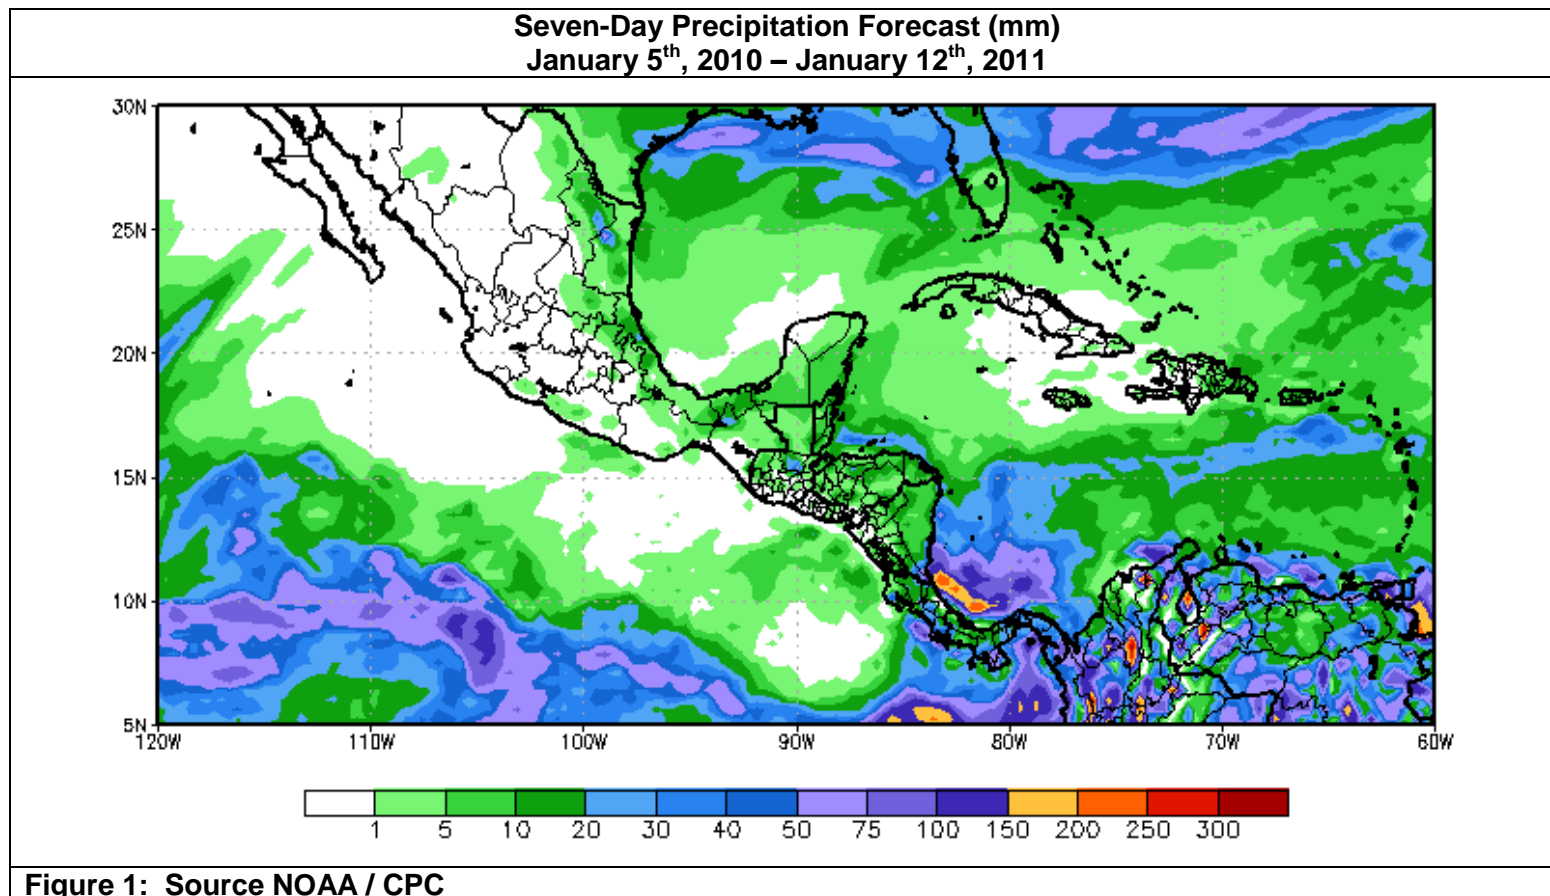 Seven-Day Precipitation Forecast (mm)
January 5th, 2010 – January 12th, 2011
30N
25N
20N
15N
10N
5N
120W 110W 100W 90W 80W 70W 60W
1 5 10 20 30 40 50 75 100 150 200 250 300
Figure 1: Source NOAA / CPC